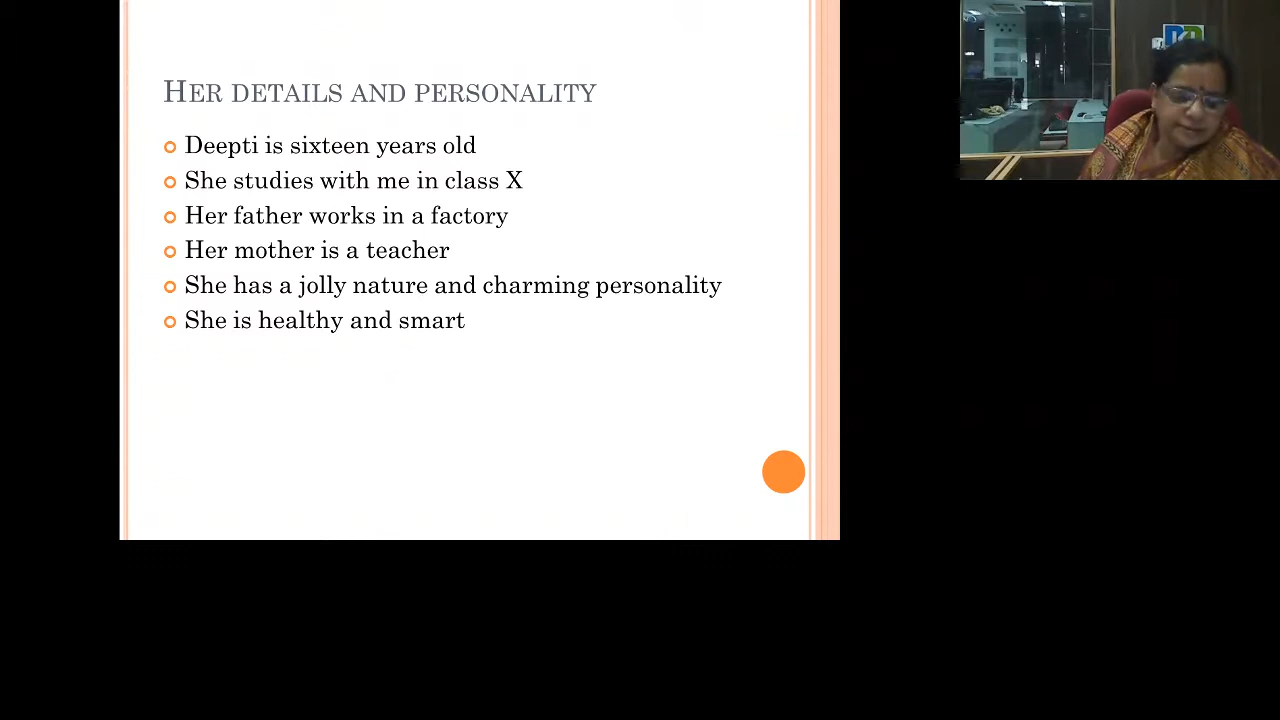 HER DETAILS AND PERSONALITY
Deepti is sixteen years old
She studies with me in class X
Her father works in a factory
Her mother is a teacher
She has a jolly nature and charming personality
She is healthy and smart